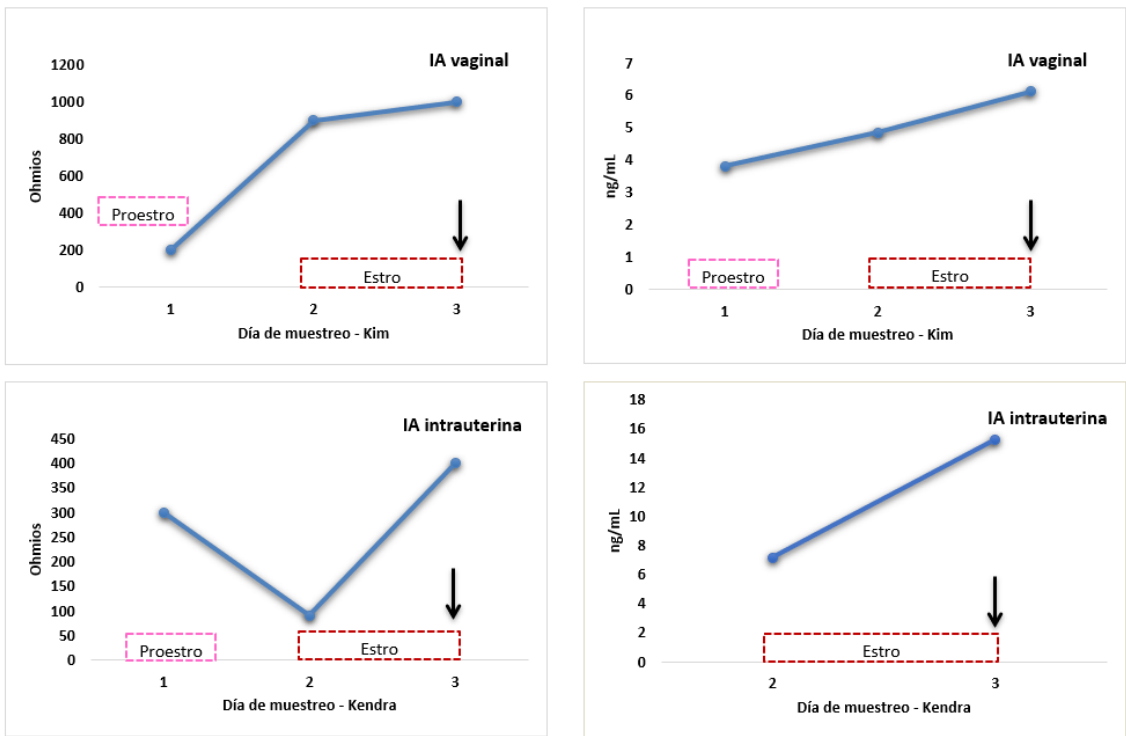 IA vaginal
1200
1000
800
600
400
200
0
Ohmios
Proestro
Estro
1 2 3
Día de muestreo - Kim
IA vaginal
7
6
5
4
3
2
1
0
ng/mL
Proestro
Estro
1 2 3
Día de muestreo - Kim
IA intrauterina
450
400
350
300
250
200
150
100
50
0
Ohmios
Proestro
Estro
1 2 3
Día de muestreo - Kendra
IA intrauterina
18
16
14
12
10
8
6
4
2
0
ng/mL
Estro
2 3
Día de muestreo - Kendra